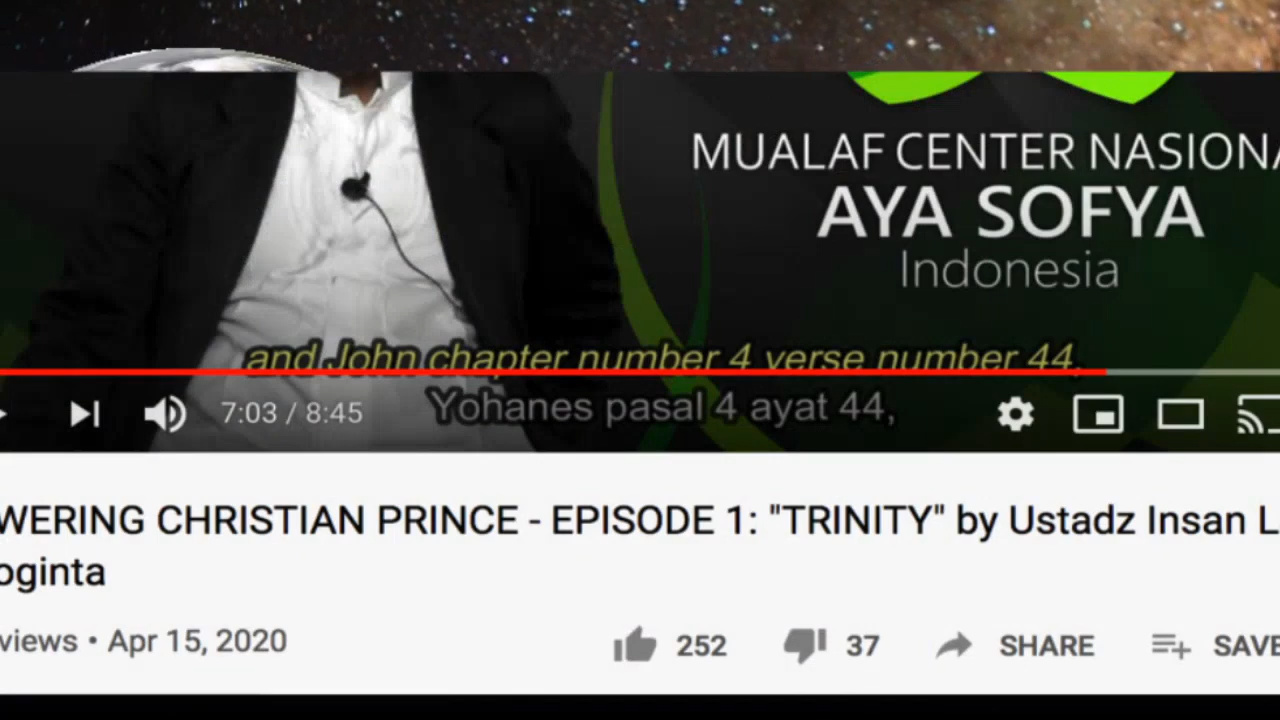 MUALAF CENTER NASIONA
AYA SOFYA
Indonesia
and John chapter number 4 verse number 44,
Yohanes pasal 4 ayat 44,
7:03 / 8:45
WERING CHRISTIAN PRINCE - EPISODE 1: "TRINITY" by Ustadz Insan L
oginta
views • Apr 15, 2020
252
37
SHARE
SAVE